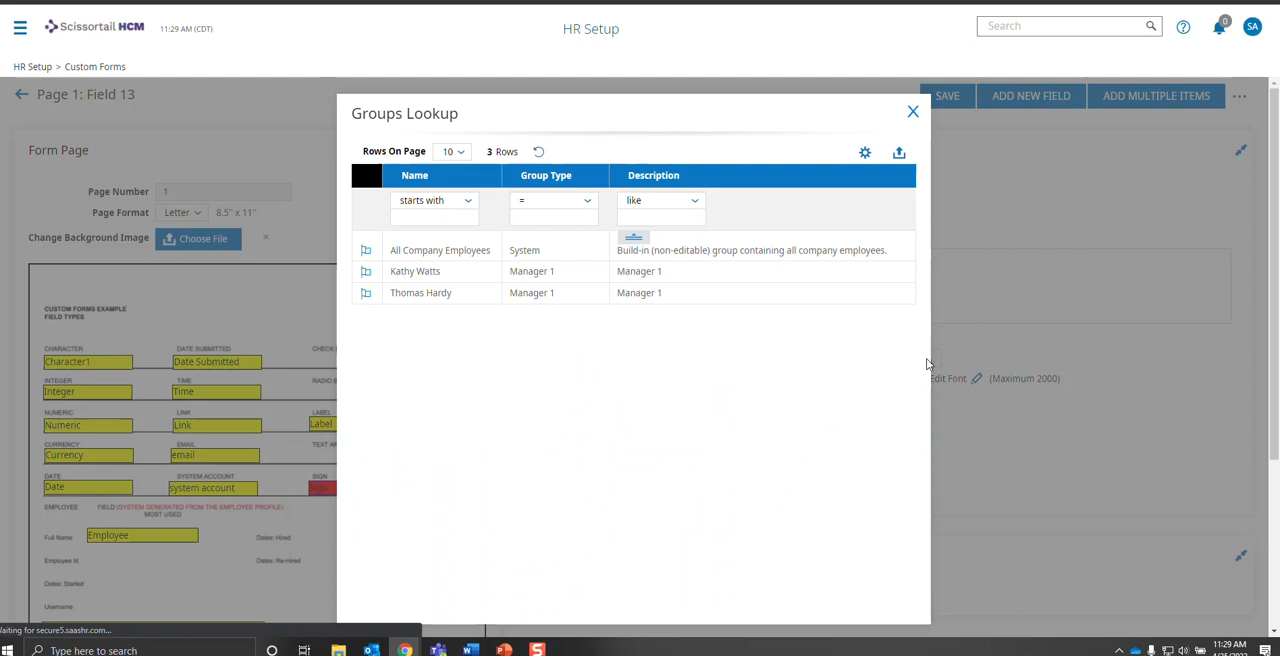 Scissortail HCM
11:29 AM (CDT)
HR Setup
Search
0
SA
HR Setup > Custom Forms
Page 1: Field 13
SAVE
ADD NEW FIELD
ADD MULTIPLE ITEMS
Groups Lookup
Form Page
Rows On Page 10 3 Rows
Name Group Type Description
Page Number 1
starts with = like
Page Format Letter 8.5" x 11"
Change Background Image Choose File
All Company Employees System Build-in (non-editable) group containing all company employees.
Kathy Watts Manager 1 Manager 1
Thomas Hardy Manager 1 Manager 1
CUSTOM FORMS EXAMPLE
FIELD TYPES
CHARACTER DATE SUBMITTED CHECK
Character1 Date Submitted
Edit Font (Maximum 2000)
INTEGER TIME RADIO B
Integer Time
NUMERIC LINK LABEL
Numeric Link Label
CURRENCY EMAIL TEXT AR
Currency email
DATE SYSTEM ACCOUNT SIGN
Date system account
EMPLOYEE FIELD (SYSTEM GENERATED FROM THE EMPLOYEE PROFILE)
MOST USED
Full Name Employee Dates: Hired
Employee Id Dates: Re-Hired
Dates: Started
Username
Waiting for secure5.saashr.com...
Type here to search
11:29 AM